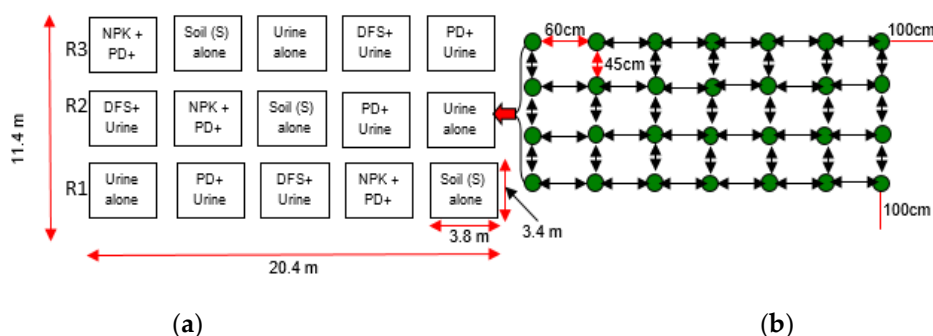 R3
NPK +
PD+
Soil (S)
alone
Urine
alone
DFS+
Urine
PD+
Urine
R2
DFS+
Urine
NPK +
PD+
Soil (S)
alone
PD+
Urine
Urine
alone
R1
Urine
alone
PD+
Urine
DFS+
Urine
NPK +
PD+
Soil (S)
alone
11.4 m
3.8 m
3.4 m
20.4 m
60cm
45cm
100cm
100cm
(a)
(b)